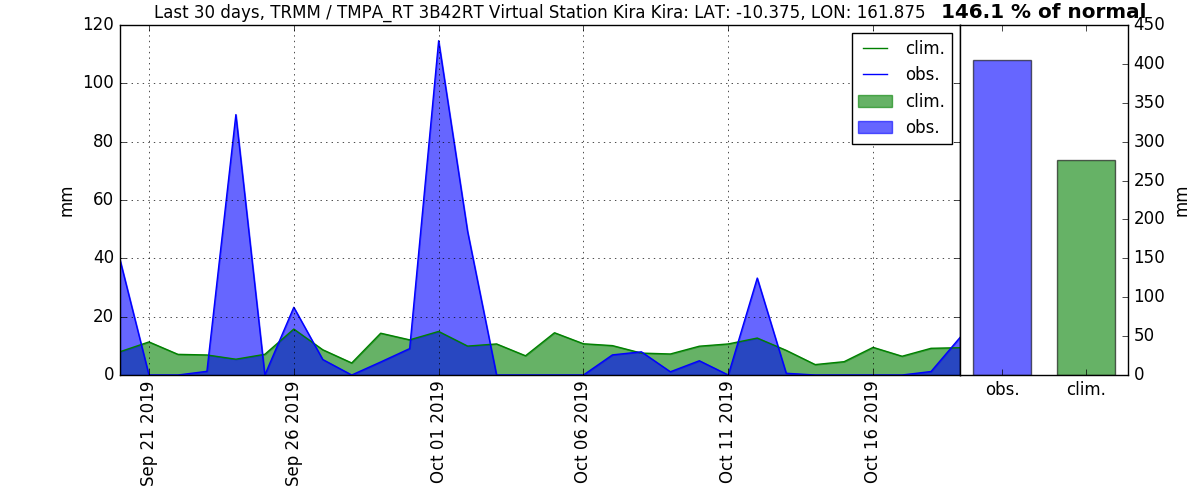 Last 30 days, TRMM / TMPA_RT 3B42RT Virtual Station Kira Kira: LAT: -10.375, LON: 161.875 146.1 % of normal
120
100
80
60
40
20
0
mm
clim.
obs.
clim.
obs.
450
400
350
300
250
200
150
100
50
0
mm
Sep 21 2019
Sep 26 2019
Oct 01 2019
Oct 06 2019
Oct 11 2019
Oct 16 2019
obs.
clim.